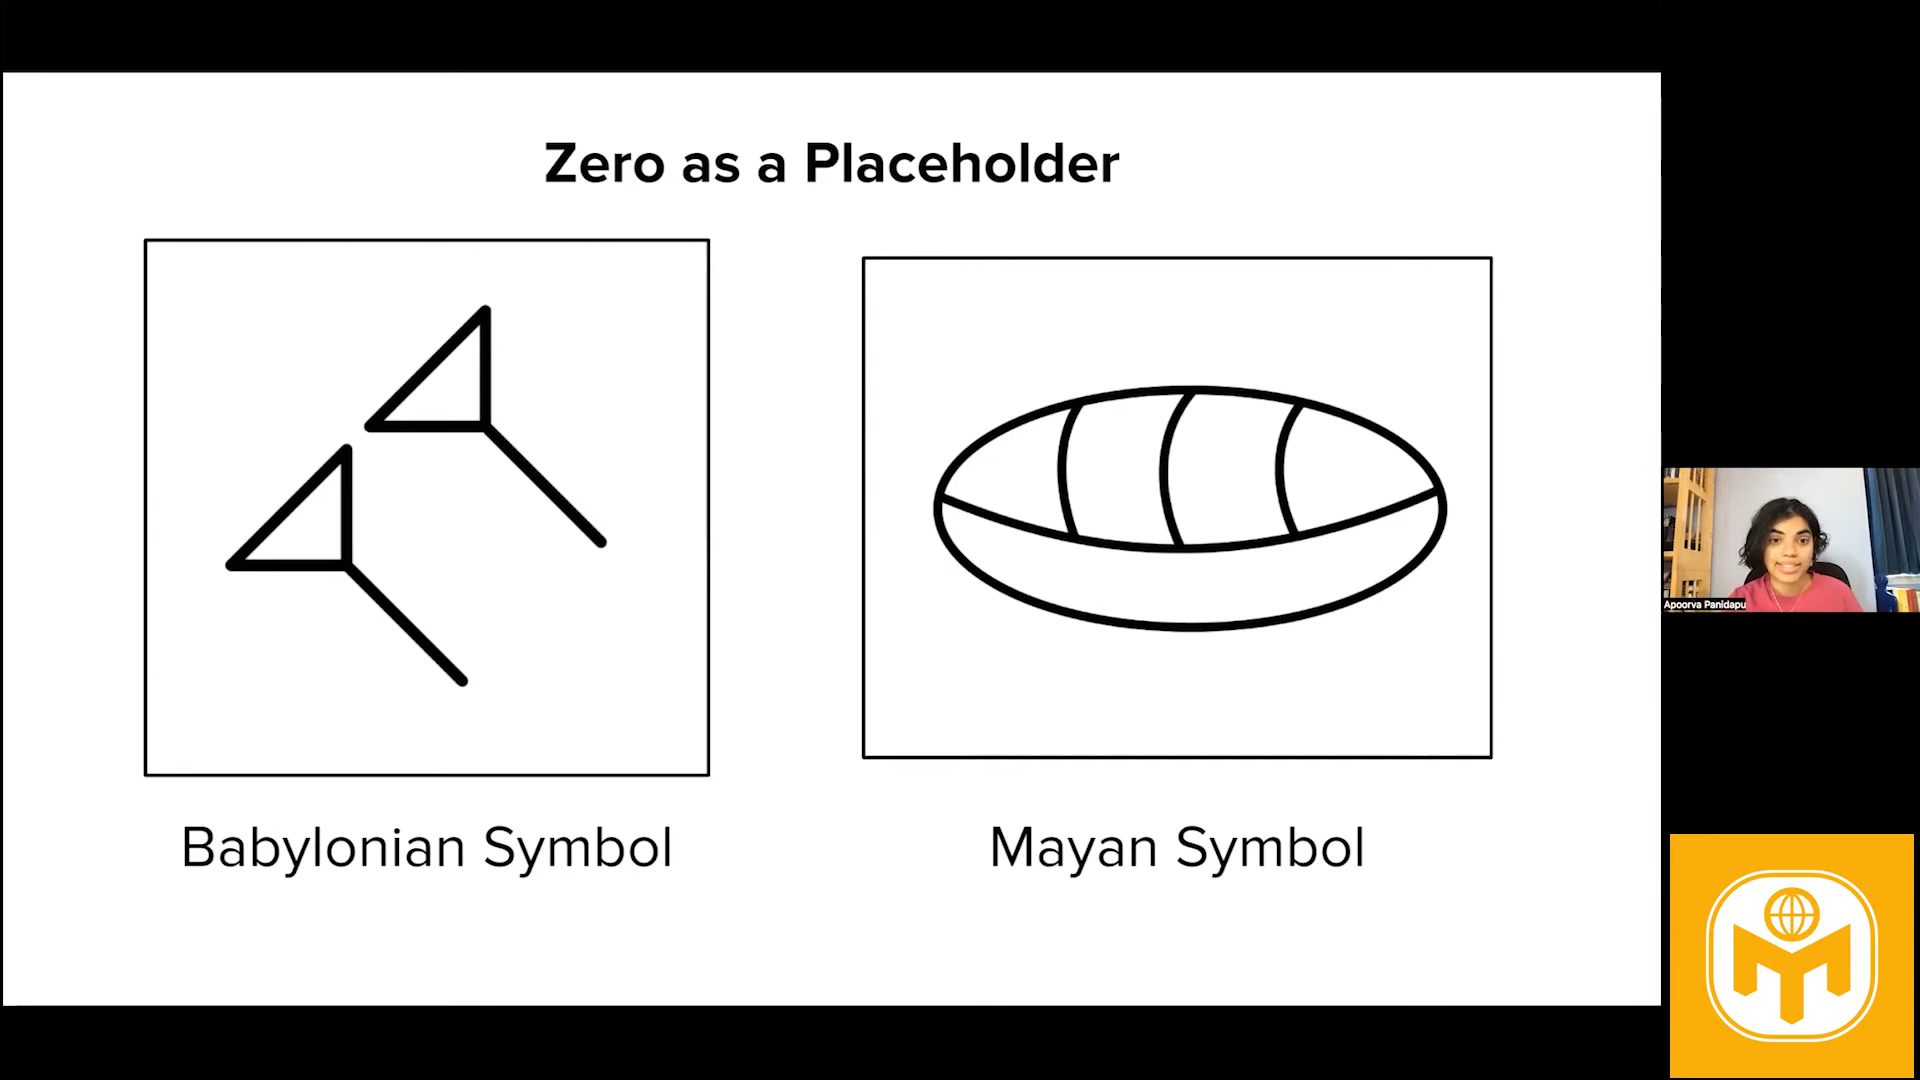 Zero as a Placeholder
Babylonian Symbol
Mayan Symbol
Apoorva Panidapu